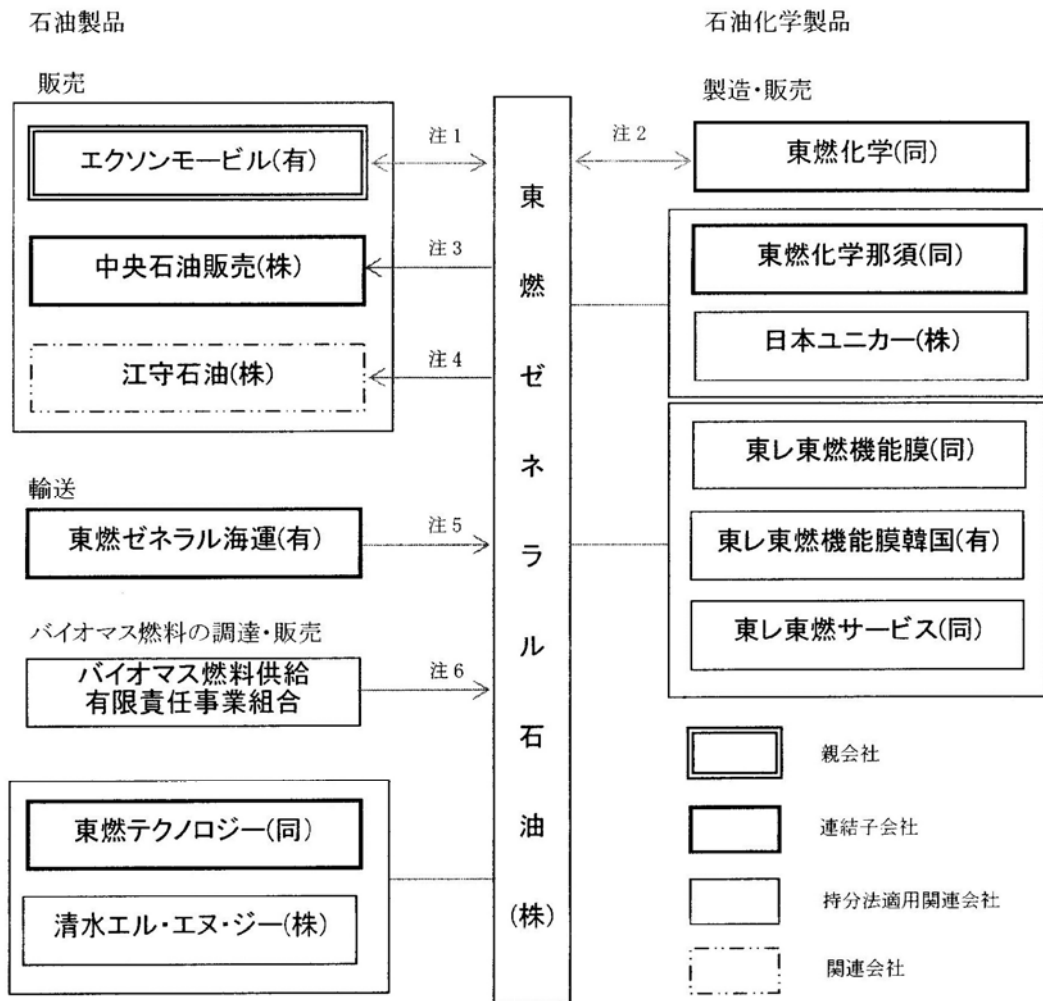 石油製品
販売
エクソンモービル(有)
注1
中央石油販売(株)
注3
江守石油(株)
注4
輸送
東燃ゼネラル海運(有)
注5
バイオマス燃料の調達・販売
バイオマス燃料供給
有限責任事業組合
注6
東燃テクノロジー(同)
清水エル・エヌ・ジー(株)
東燃ゼネラル石油(株)
石油化学製品
製造・販売
注2
東燃化学(同)
東燃化学那須(同)
日本ユニカー(株)
東レ東燃機能膜(同)
東レ東燃機能膜韓国(有)
東レ東燃サービス(同)
親会社
連結子会社
持分法適用関連会社
関連会社